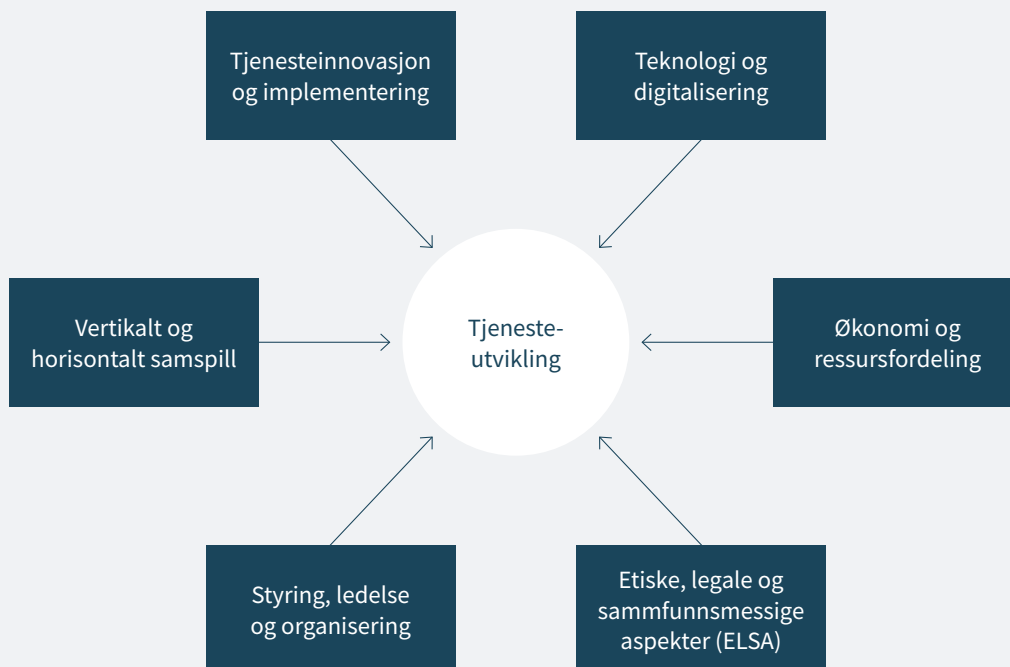 Tjenesteinnovasjon
og implementering
Teknologi og
digitalisering
Vertikalt og
horisontalt samspill
Tjeneste-
utvikling
Økonomi og
ressursfordeling
Styring, ledelse
og organisering
Etiske, legale og
sammfunnsmessige
aspekter (ELSA)